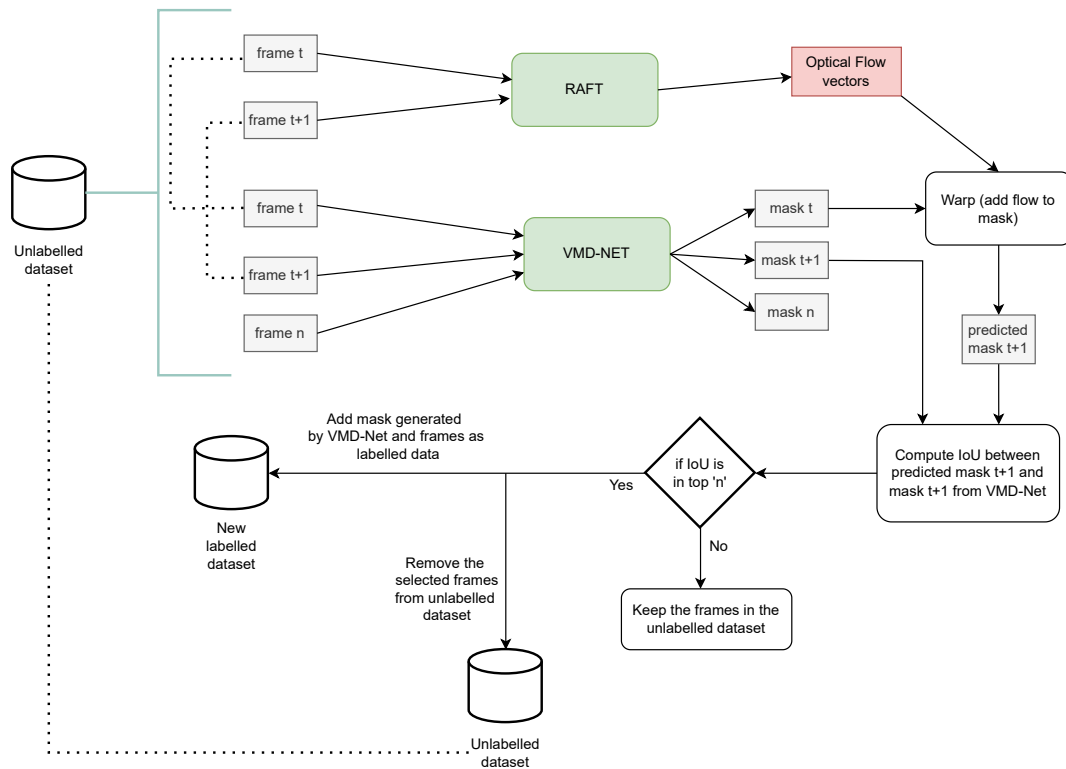 frame t
frame t+1
RAFT
Optical Flow
vectors
Unlabelled
dataset
frame t
frame t+1
frame n
VMD-NET
mask t
mask t+1
mask n
Warp (add flow to
mask)
predicted
mask t+1
Compute IoU between
predicted mask t+1 and
mask t+1 from VMD-Net
if IoU is
in top 'n'
Yes
No
Add mask generated
by VMD-Net and frames as
labelled data
New
labelled
dataset
Remove the
selected frames
from unlabelled
dataset
Keep the frames in the
unlabelled dataset
Unlabelled
dataset